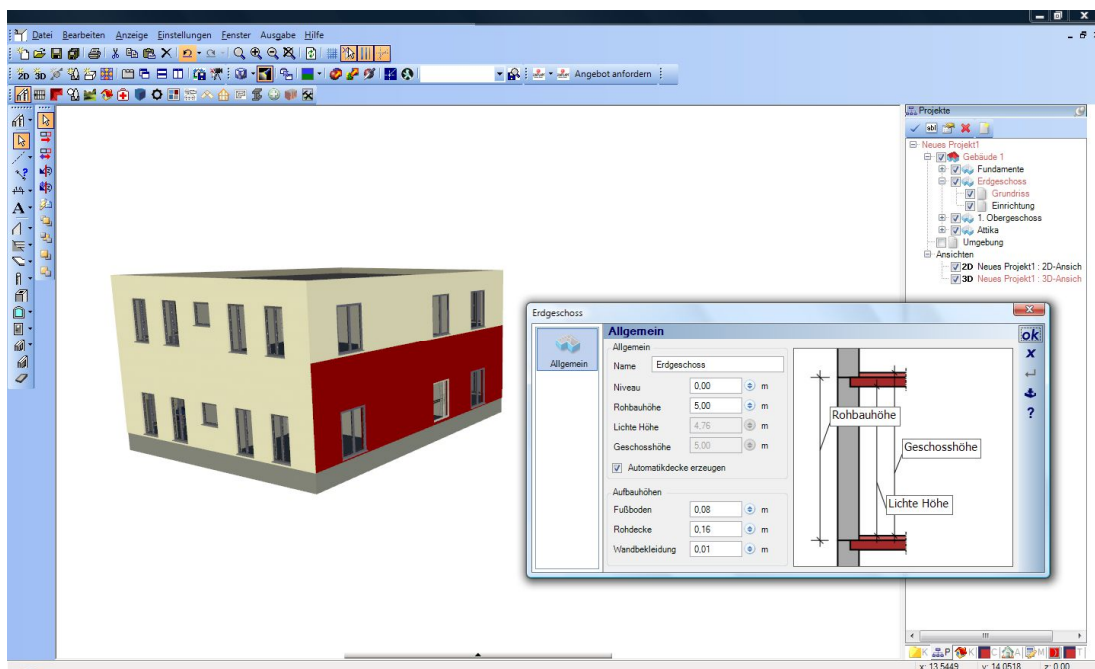 Datei Bearbeiten Anzeige Einstellungen Fenster Ausgabe Hilfe
2D 3D Angebot anfordern
A
Projekte
abl
Neues Projekt1
Gebäude 1
Fundamente
Erdgeschoss
Grundriss
Einrichtung
1. Obergeschoss
Attika
Umgebung
Ansichten
2D Neues Projekt1 : 2D-Ansich
3D Neues Projekt1 : 3D-Ansich
Erdgeschoss
Allgemein
Allgemein
Allgemein
Name Erdgeschoss
Niveau 0,00 m
Rohbauhöhe 5,00 m
Lichte Höhe 4,76 m
Geschosshöhe 5,00 m
Automatikdecke erzeugen
Aufbauhöhen
Fußboden 0,08 m
Rohdecke 0,16 m
Wandbekleidung 0,01 m
Rohbauhöhe
Geschosshöhe
Lichte Höhe
ok
x
?
K P K C A M T
x: 13.5449 y: 14.0518 z: 0.00